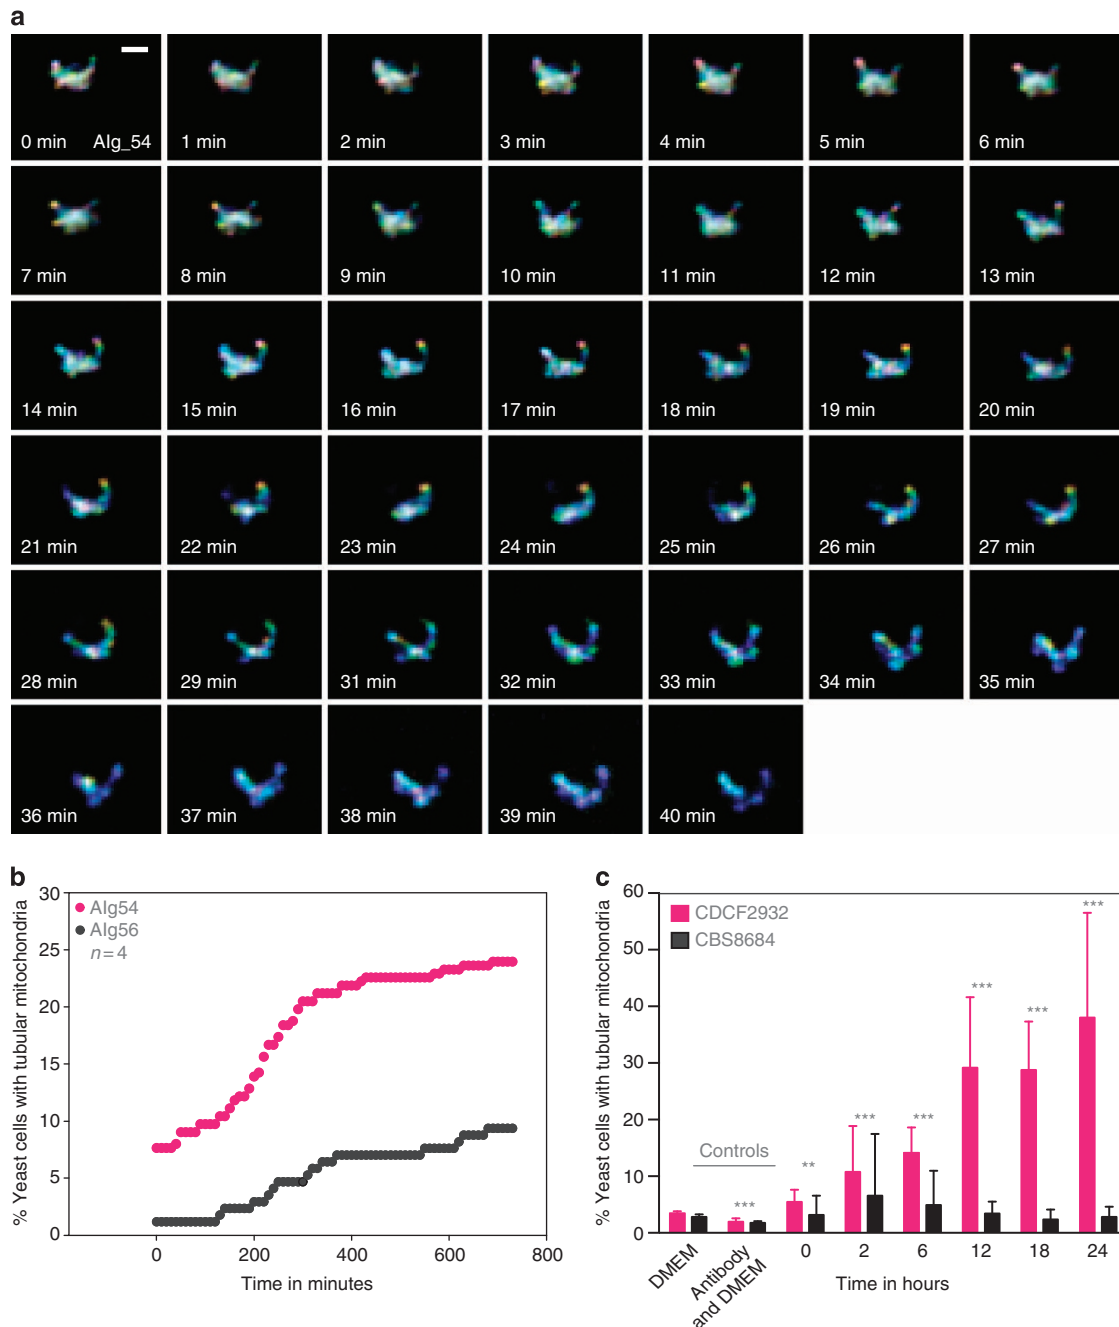 a
0 min Alg_54
1 min
2 min
3 min
4 min
5 min
6 min
7 min
8 min
9 min
10 min
11 min
12 min
13 min
14 min
15 min
16 min
17 min
18 min
19 min
20 min
21 min
22 min
23 min
24 min
25 min
26 min
27 min
28 min
29 min
31 min
32 min
33 min
34 min
35 min
36 min
37 min
38 min
39 min
40 min
b
% Yeast cells with tubular mitochondria
30
25
20
15
10
5
0
Alg54
Alg56
n = 4
0 200 400 600 800
Time in minutes
c
% Yeast cells with tubular mitochondria
60
50
40
30
20
10
0
CDCF2932
CBS8684
Controls
***
**
***
***
***
***
***
DMEM
Antibody
and DMEM
0 2 6 12 18 24
Time in hours